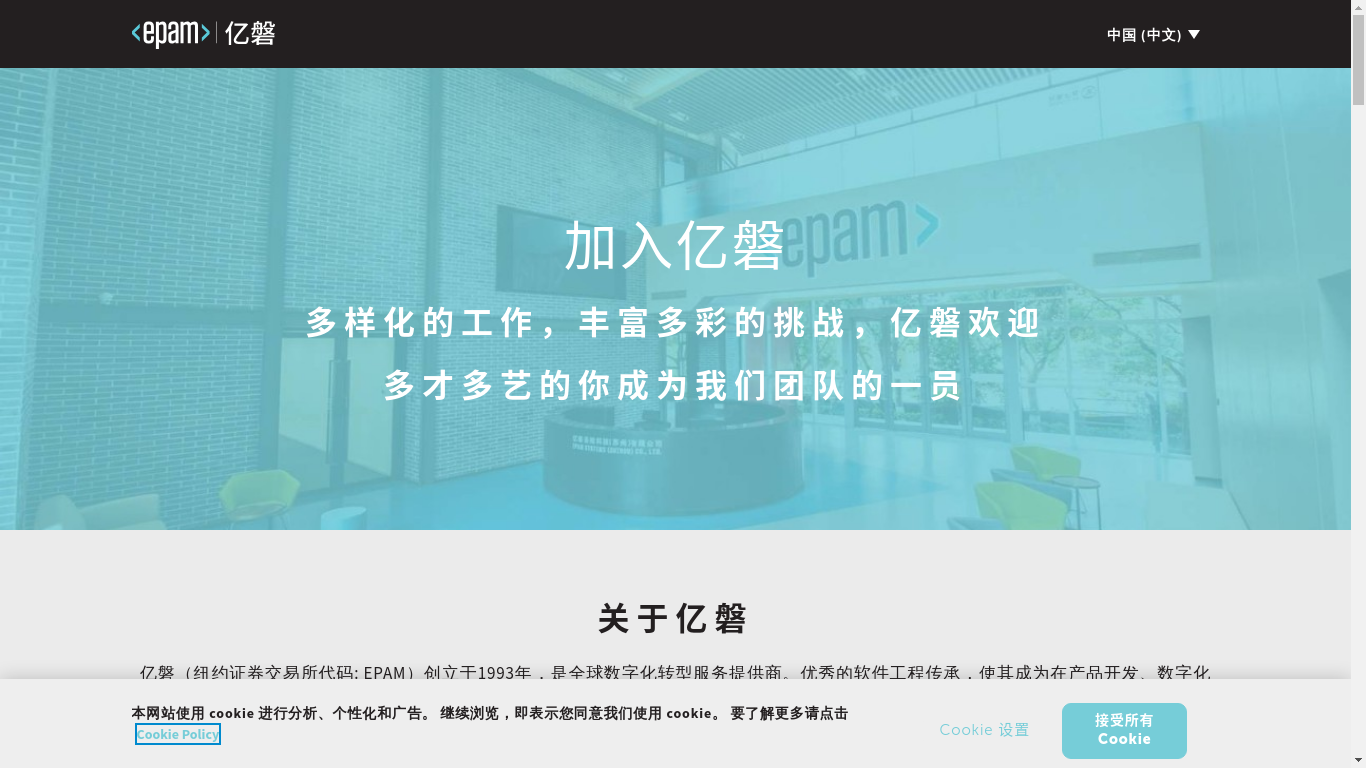 <epam> | 亿磐
中国 (中文)
epam>
加入亿磐
多样化的工作，丰富多彩的挑战，亿磐欢迎
多才多艺的你成为我们团队的一员
关于亿磐
亿磐（纽约证券交易所代码: EPAM）创立于1993年，是全球数字化转型服务提供商。优秀的软件工程传承，使其成为在产品开发、数字化
本网站使用 cookie 进行分析、个性化和广告。 继续浏览，即表示您同意我们使用 cookie。 要了解更多请点击
Cookie Policy
Cookie 设置
接受所有
Cookie